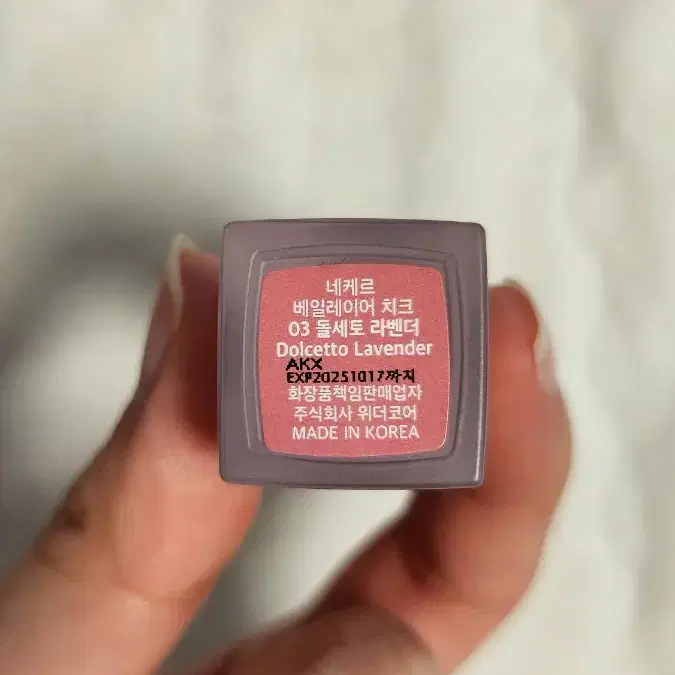 네케르
베일레이어 치크
03 돌세토 라벤더
Dolcetto Lavender
AKX
EXP20251017까지
화장품책임판매업자
주식회사 위더코어
MADE IN KOREA